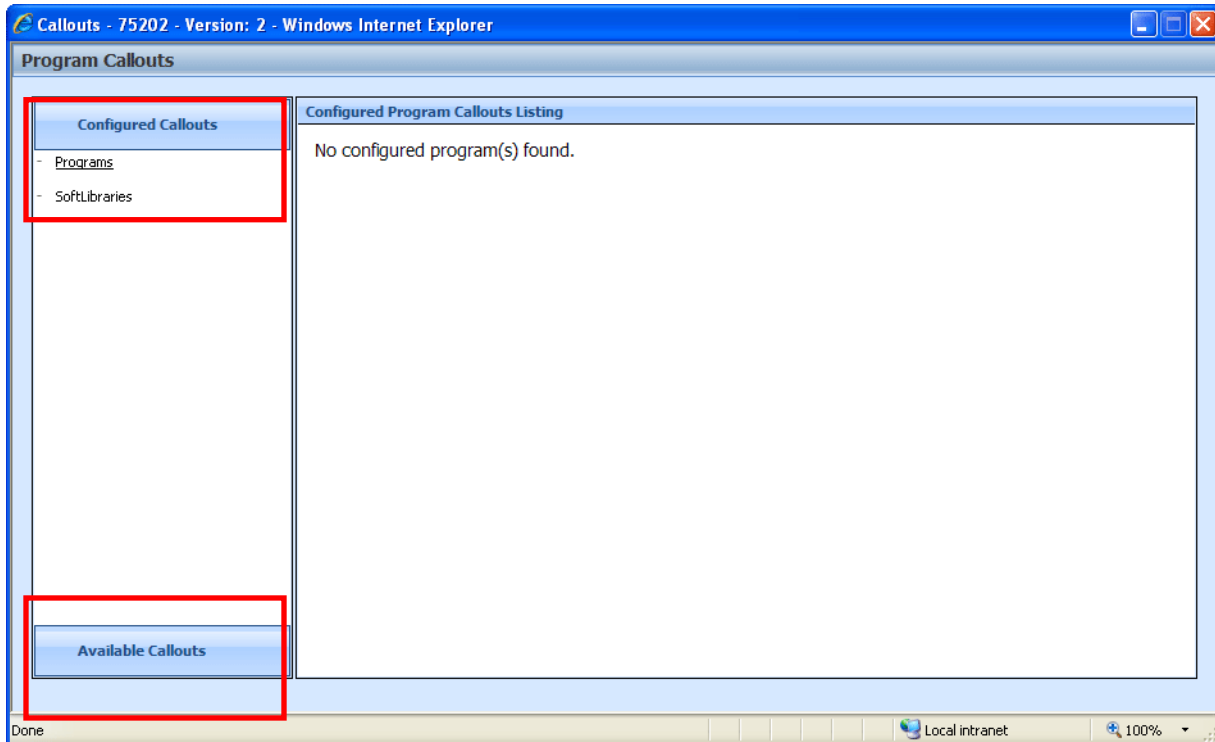 Callouts - 75202 - Version: 2 - Windows Internet Explorer
Program Callouts
Configured Callouts
- Programs
- SoftLibraries
Configured Program Callouts Listing
No configured program(s) found.
Available Callouts
Done
Local intranet
100%